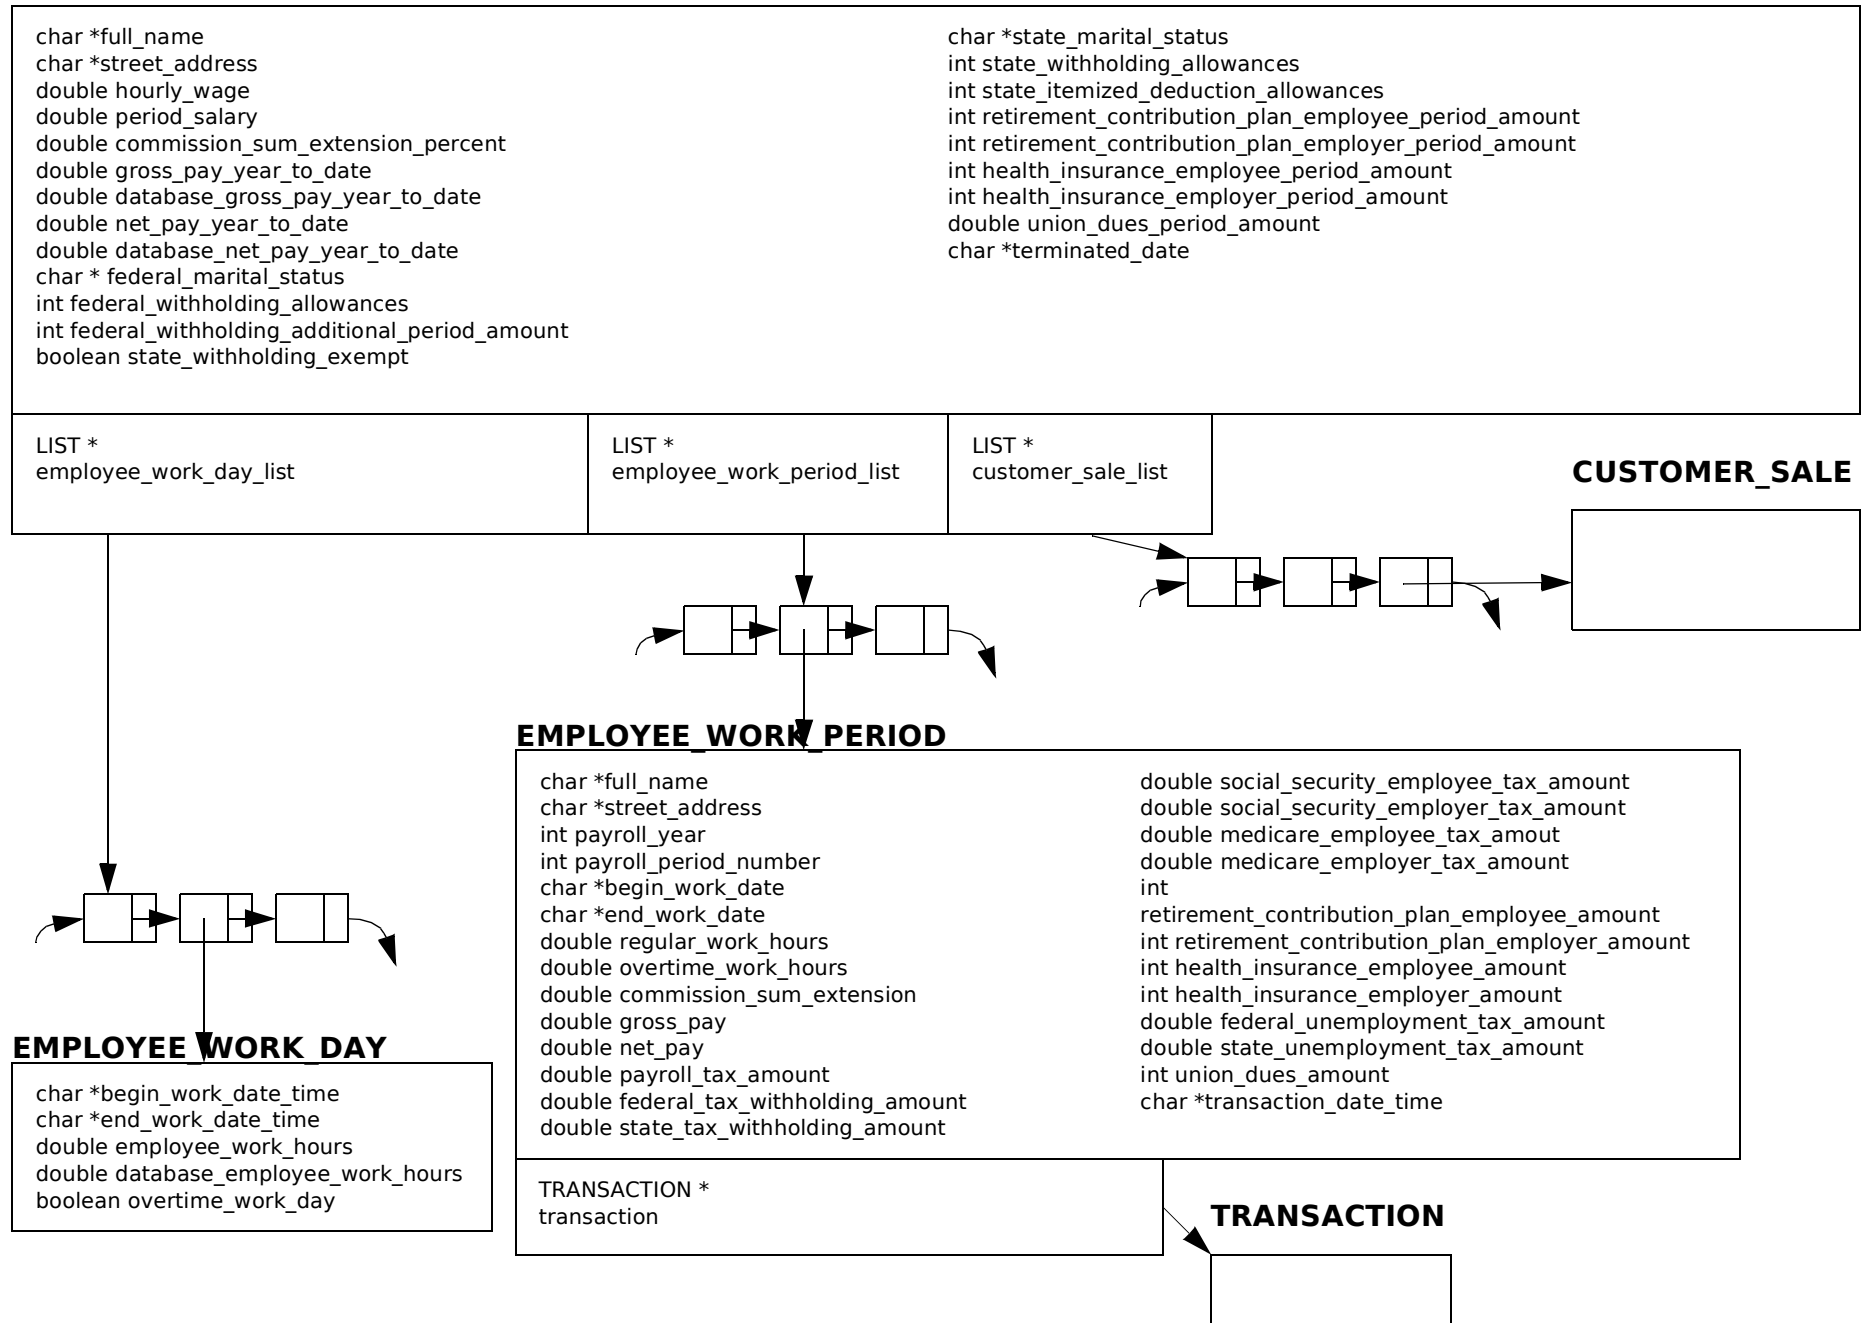 char *full_name
char *street_address
double hourly_wage
double period_salary
double commission_sum_extension_percent
double gross_pay_year_to_date
double database_gross_pay_year_to_date
double net_pay_year_to_date
double database_net_pay_year_to_date
char * federal_marital_status
int federal_withholding_allowances
int federal_withholding_additional_period_amount
boolean state_withholding_exempt
char *state_marital_status
int state_withholding_allowances
int state_itemized_deduction_allowances
int retirement_contribution_plan_employee_period_amount
int retirement_contribution_plan_employer_period_amount
int health_insurance_employee_period_amount
int health_insurance_employer_period_amount
double union_dues_period_amount
char *terminated_date
LIST *
employee_work_day_list
LIST *
employee_work_period_list
LIST *
customer_sale_list
CUSTOMER_SALE
EMPLOYEE_WORK_PERIOD
char *full_name
char *street_address
int payroll_year
int payroll_period_number
char *begin_work_date
char *end_work_date
double regular_work_hours
double overtime_work_hours
double commission_sum_extension
double gross_pay
double net_pay
double payroll_tax_amount
double federal_tax_withholding_amount
double state_tax_withholding_amount
double social_security_employee_tax_amount
double social_security_employer_tax_amount
double medicare_employee_tax_amout
double medicare_employer_tax_amount
int
retirement_contribution_plan_employee_amount
int retirement_contribution_plan_employer_amount
int health_insurance_employee_amount
int health_insurance_employer_amount
double federal_unemployment_tax_amount
double state_unemployment_tax_amount
int union_dues_amount
char *transaction_date_time
EMPLOYEE_WORK_DAY
char *begin_work_date_time
char *end_work_date_time
double employee_work_hours
double database_employee_work_hours
boolean overtime_work_day
TRANSACTION *
transaction
TRANSACTION